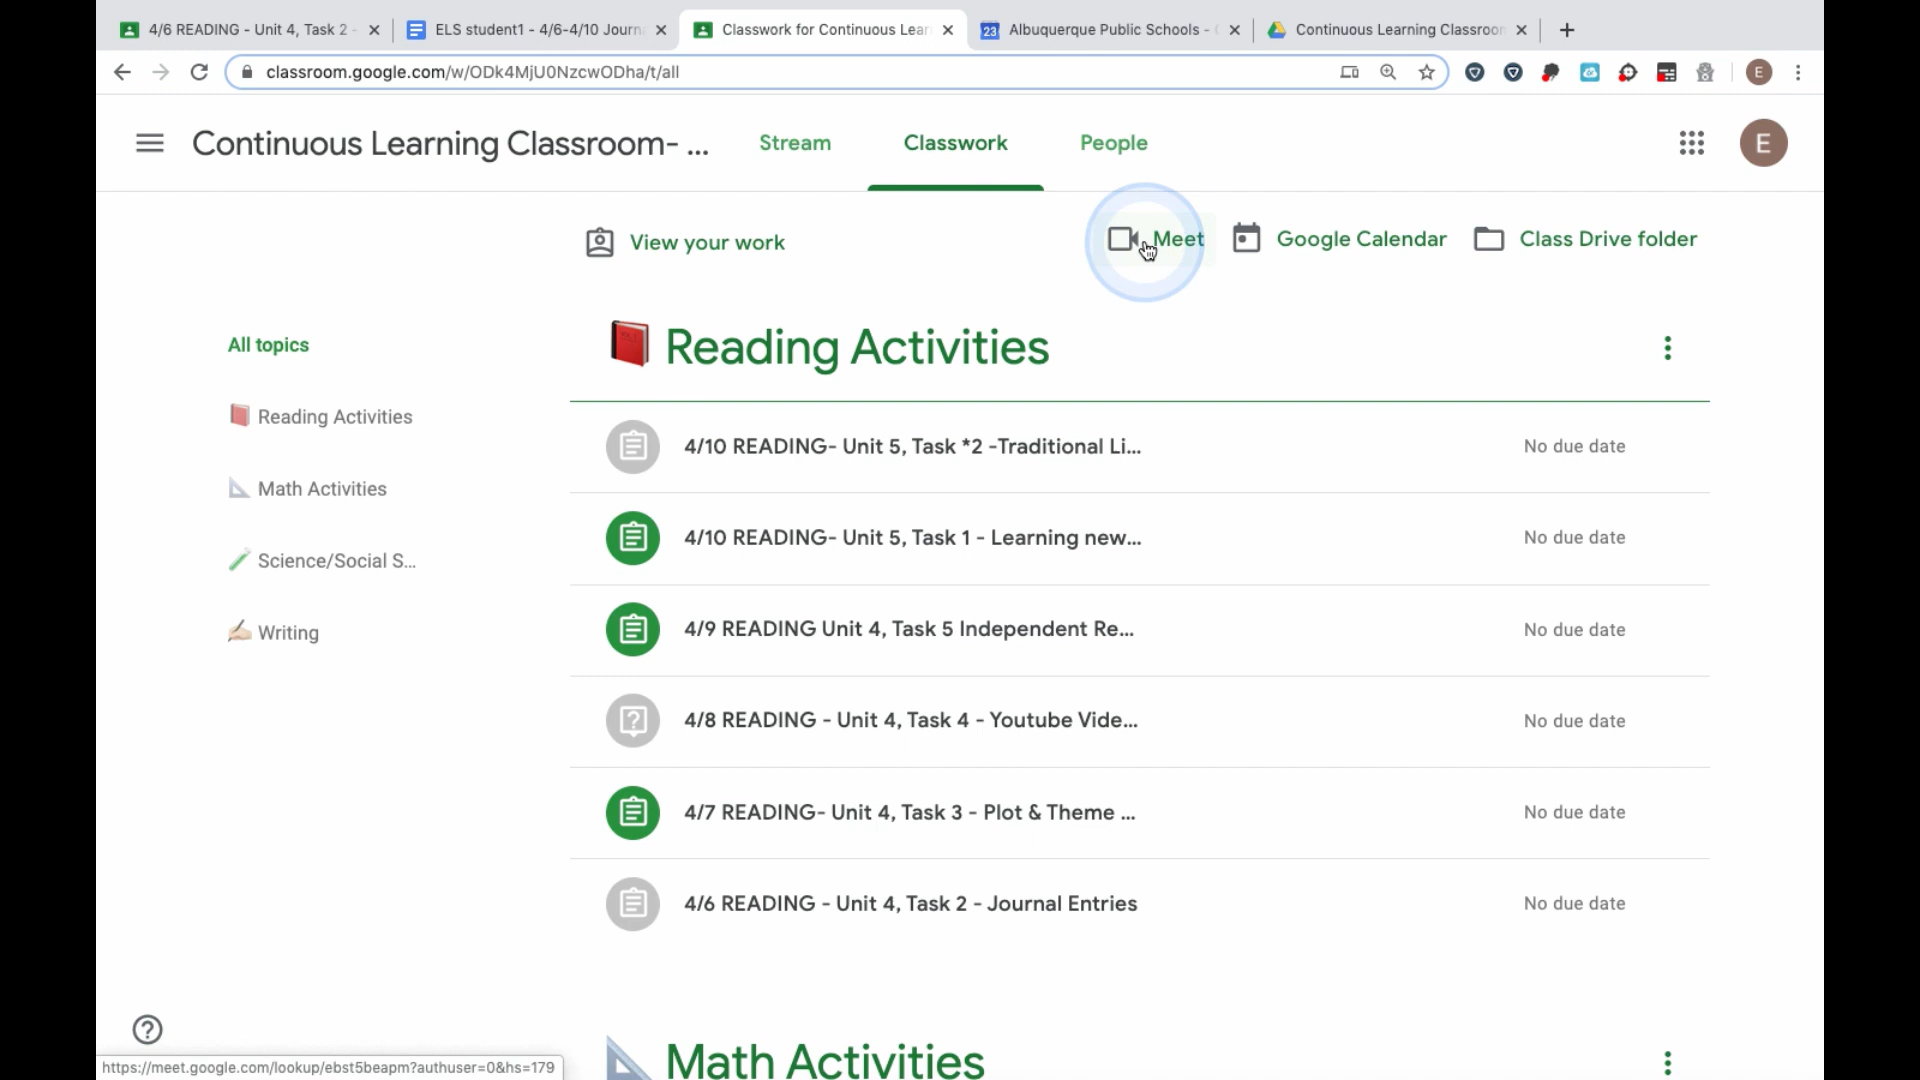 4/6 READING - Unit 4, Task 2 -
ELS student1 - 4/6-4/10 Journ
Classwork for Continuous Lear
23
Albuquerque Public Schools -
Continuous Learning Classroom
classroom.google.com/w/ODk4MjU0NzcwODha/t/all
E
Continuous Learning Classroom- ...
Stream
Classwork
People
E
View your work
Meet
Google Calendar
Class Drive folder
All topics
Reading Activities
Math Activities
Science/Social S...
Writing
Reading Activities
4/10 READING- Unit 5, Task *2 -Traditional Li...
No due date
4/10 READING- Unit 5, Task 1 - Learning new...
No due date
4/9 READING Unit 4, Task 5 Independent Re...
No due date
4/8 READING - Unit 4, Task 4 - Youtube Vide...
No due date
4/7 READING- Unit 4, Task 3 - Plot & Theme ...
No due date
4/6 READING - Unit 4, Task 2 - Journal Entries
No due date
Math Activities
https://meet.google.com/lookup/ebst5beapm?authuser=0&hs=179